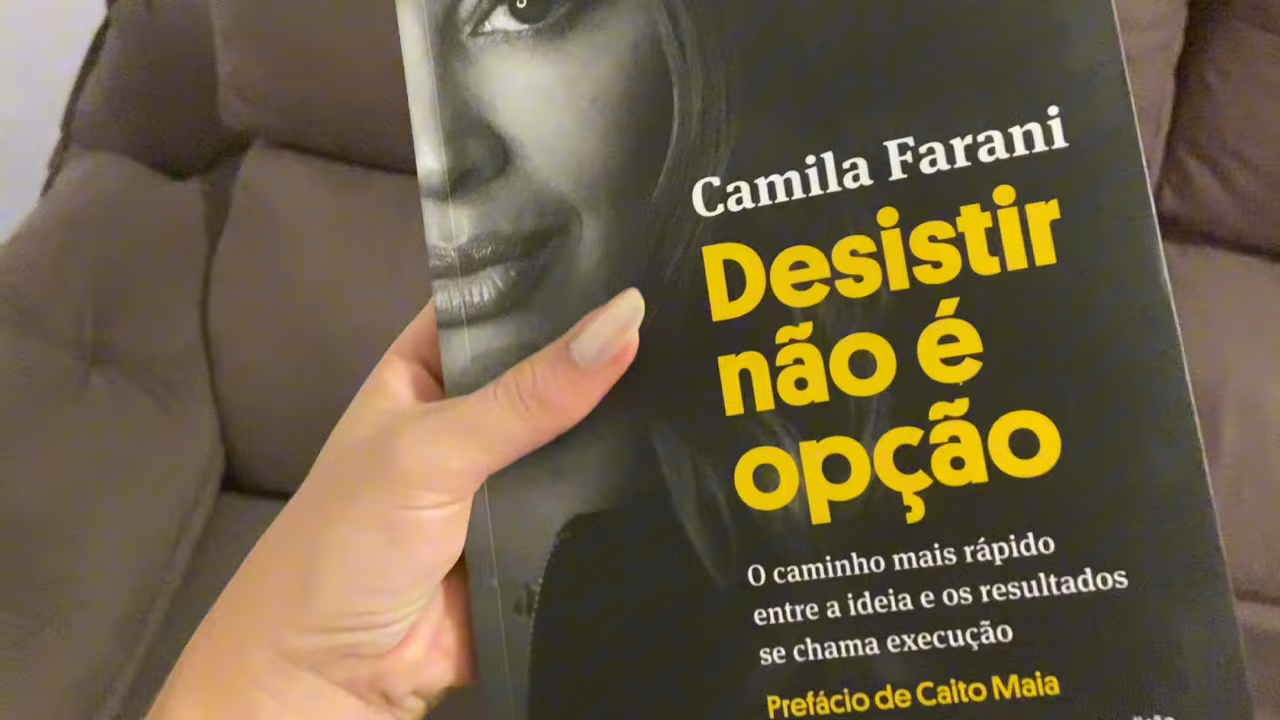 Camila Farani
Desistir
não é
opção
O caminho mais rápido
entre a ideia e os resultados
se chama execução
Prefácio de Caito Maia